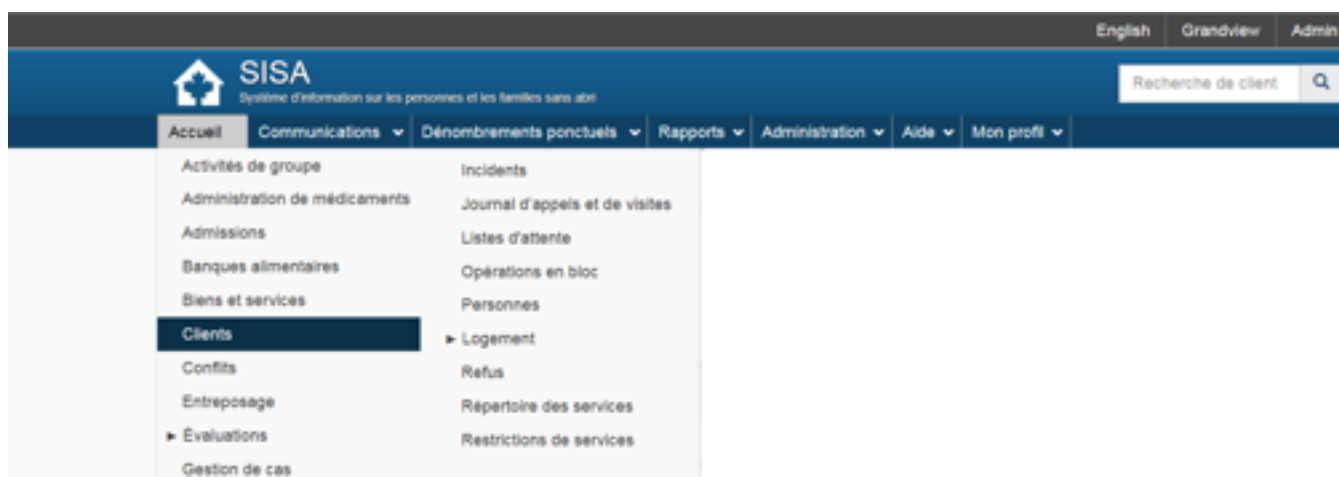 English Grandview Admin
SISA
Système d'information sur les personnes et les familles sans abri
Recherche de client
Accueil Communications Dénombrements ponctuels Rapports Administration Aide Mon profil
Activités de groupe
Administration de médicaments
Admissions
Banques alimentaires
Biens et services
Clients
Conflits
Entreposage
Évaluations
Gestion de cas
Incidents
Journal d'appels et de visites
Listes d'attente
Opérations en bloc
Personnes
Logement
Refus
Répertoire des services
Restrictions de services